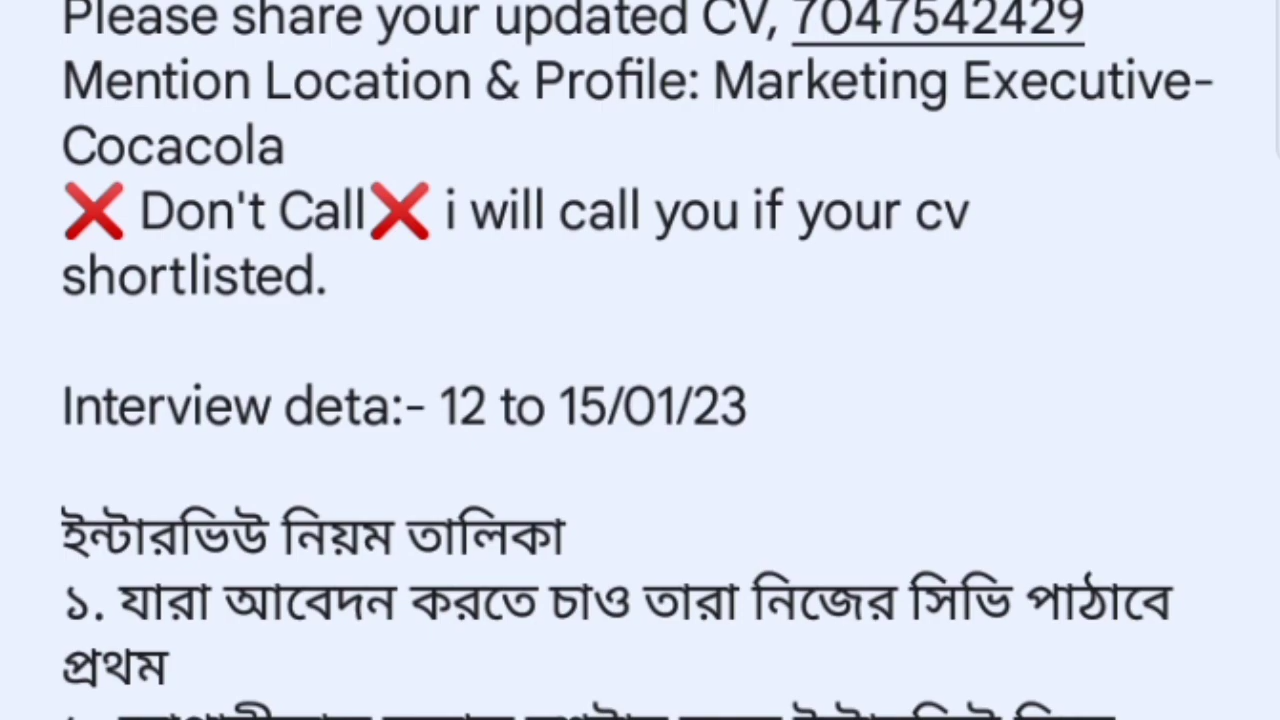 Please share your updated CV, 7047542429
Mention Location & Profile: Marketing Executive-
Cocacola
❌ Don't Call❌ i will call you if your cv
shortlisted.
Interview deta:- 12 to 15/01/23
ইন্টারভিউ নিয়ম তালিকা
১. যারা আবেদন করতে চাও তারা নিজের সিভি পাঠাবে
প্রথম